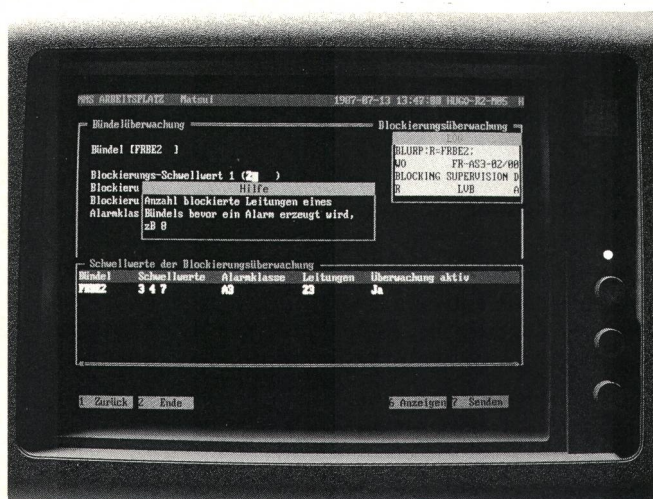 MMS ARBEITSPLATZ Matsui 1987-07-13 13:47:00 HUGO-R2-M05 H
Bündelüberwachung
Bündel [FRBE2 ]
Blockierungs-Schwellwert 1 (2 )
Blockieru
Blockieru
Alarmklas
Hilfe
Anzahl blockierte Leitungen eines
Bündels bevor ein Alarm erzeugt wird,
zB 8
Blockierungsüberwachung
BLURP:R=FRBE2;
WO FR-AS3-02/00
BLOCKING SUPERVISION D
R LVB A
Schwellwerte der Blockierungsüberwachung
Bündel Schwellwerte Alarmklasse Leitungen Überwachung aktiv
FRBE2 3 4 7 A3 23 Ja
1 Zurück 2 Ende 6 Anzeigen 7 Senden